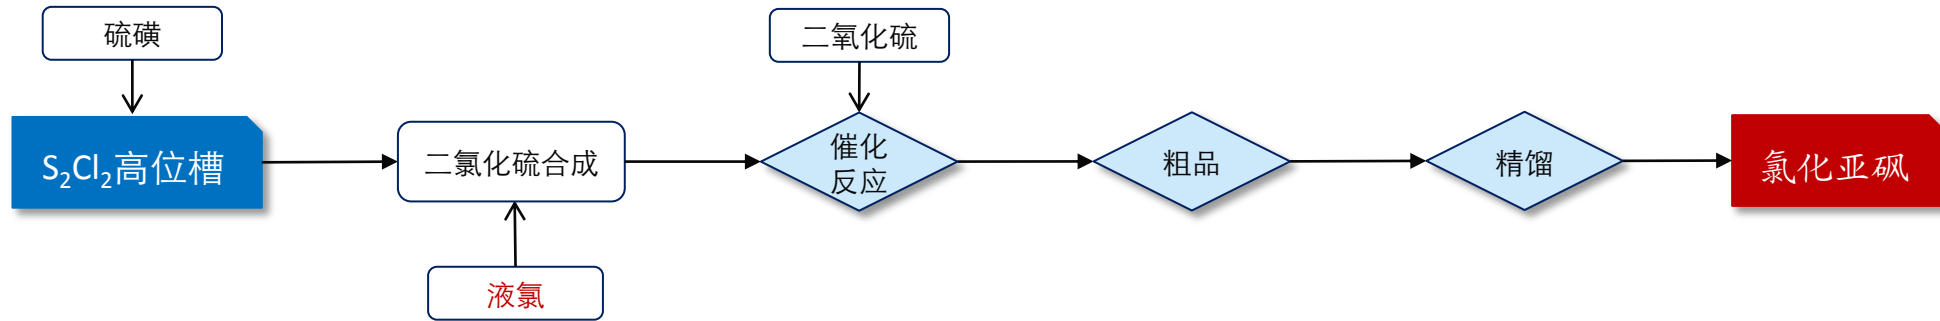 硫磺
二氧化硫
S₂Cl₂高位槽
二氯化硫合成
催化
反应
粗品
精馏
氯化亚砜
液氯